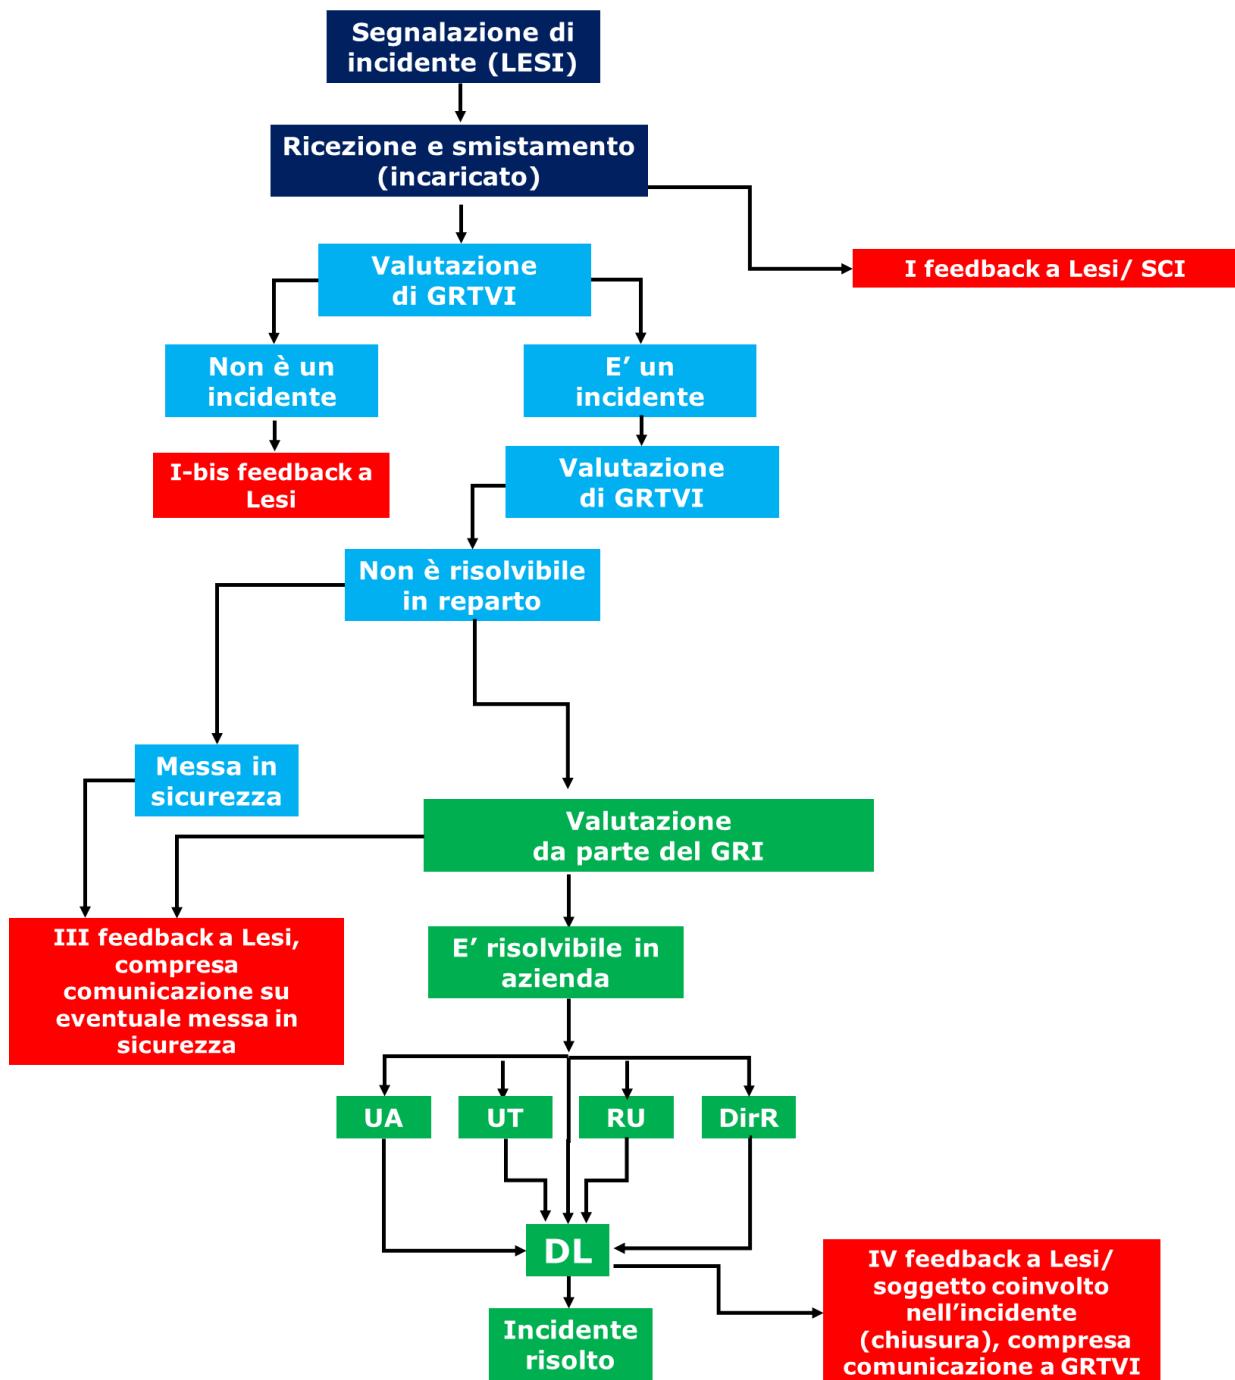 Segnalazione di
incidente (LESI)
Ricezione e smistamento
(incaricato)
I feedback a Lesi/ SCI
Valutazione
di GRTVI
Non è un
incidente
E’ un
incidente
I-bis feedback a
Lesi
Valutazione
di GRTVI
Non è risolvibile
in reparto
Messa in
sicurezza
Valutazione
da parte del GRI
III feedback a Lesi,
compresa
comunicazione su
eventuale messa in
sicurezza
E’ risolvibile in
azienda
UA
UT
RU
DirR
DL
IV feedback a Lesi/
soggetto coinvolto
nell’incidente
(chiusura), compresa
comunicazione a GRTVI
Incidente
risolto